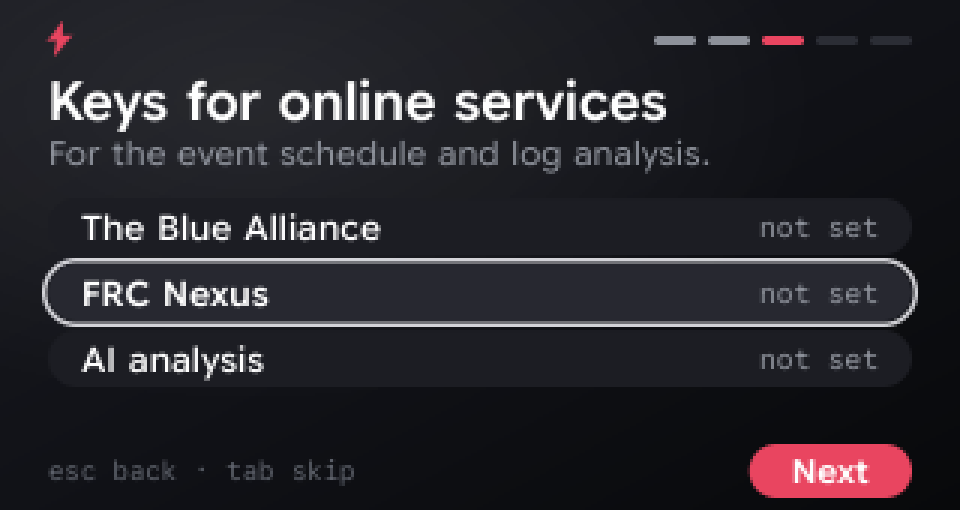 Keys for online services
For the event schedule and log analysis.
The Blue Alliance not set
FRC Nexus not set
AI analysis not set
esc back · tab skip Next